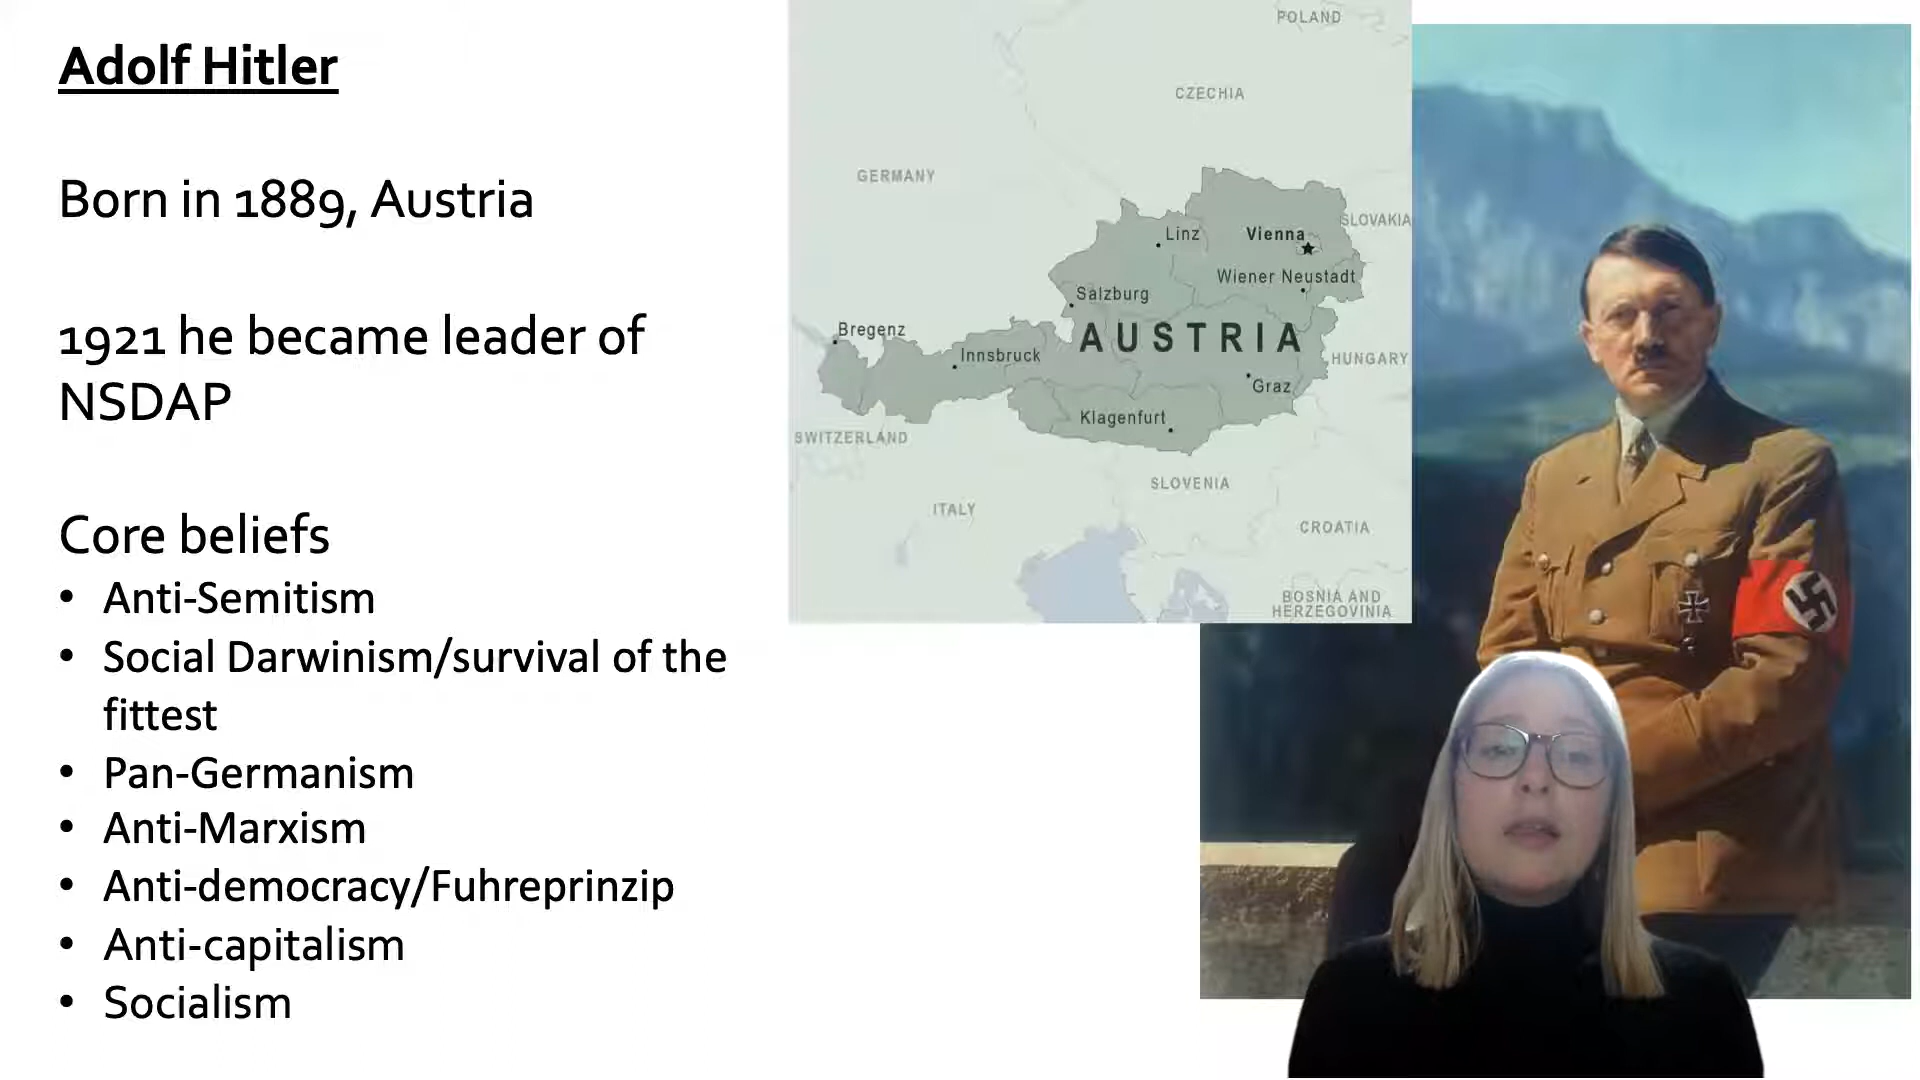 Adolf Hitler
Born in 1889, Austria
1921 he became leader of
NSDAP
Core beliefs
• Anti-Semitism
• Social Darwinism/survival of the
fittest
• Pan-Germanism
• Anti-Marxism
• Anti-democracy/Fuhreprinzip
• Anti-capitalism
• Socialism
POLAND
CZECHIA
GERMANY
SLOVAKIA
Linz
Vienna
Wiener Neustadt
Salzburg
Bregenz
AUSTRIA
Innsbruck
HUNGARY
Graz
Klagenfurt
SWITZERLAND
SLOVENIA
ITALY
CROATIA
BOSNIA AND
HERZEGOVINIA